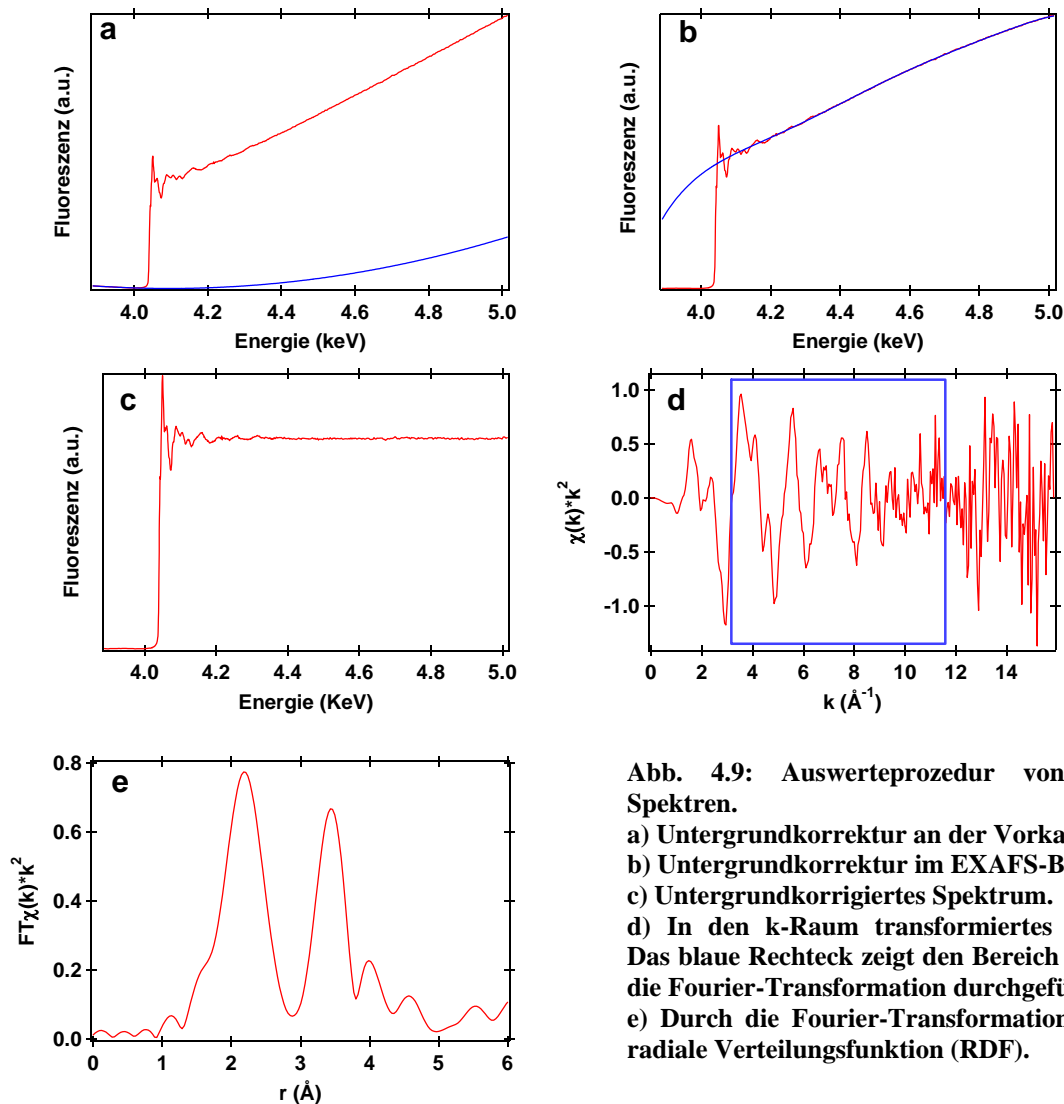 a
Fluoreszenz (a.u.)
4.0 4.2 4.4 4.6 4.8 5.0
Energie (keV)
b
Fluoreszenz (a.u.)
4.0 4.2 4.4 4.6 4.8 5.0
Energie (keV)
c
Fluoreszenz (a.u.)
4.0 4.2 4.4 4.6 4.8 5.0
Energie (KeV)
d
χ(k)*k²
1.0
0.5
0.0
-0.5
-1.0
0 2 4 6 8 10 12 14
k (Å⁻¹)
e
FTχ(k)*k²
0.8
0.6
0.4
0.2
0.0
0 1 2 3 4 5 6
r (Å)
Abb. 4.9: Auswerteprozedur von
Spektren.
a) Untergrundkorrektur an der Vorka
b) Untergrundkorrektur im EXAFS-B
c) Untergrundkorrigiertes Spektrum.
d) In den k-Raum transformiertes
Das blaue Rechteck zeigt den Bereich
die Fourier-Transformation durchgefü
e) Durch die Fourier-Transformation
radiale Verteilungsfunktion (RDF).